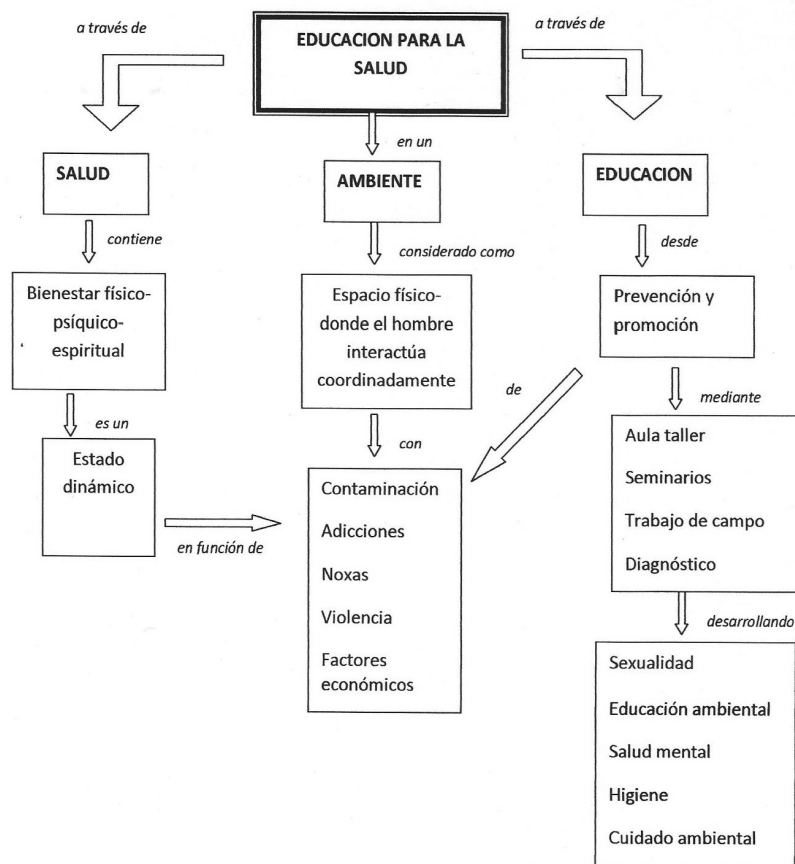 a través de
EDUCACION PARA LA
SALUD
a través de
en un
SALUD
AMBIENTE
EDUCACION
contiene
considerado como
desde
Bienestar físico-
psíquico-
espiritual
Espacio físico-
donde el hombre
interactúa
coordinadamente
Prevención y
promoción
es un
con
de
mediante
Estado
dinámico
en función de
Contaminación
Adicciones
Noxas
Violencia
Factores
económicos
Aula taller
Seminarios
Trabajo de campo
Diagnóstico
desarrollando
Sexualidad
Educación ambiental
Salud mental
Higiene
Cuidado ambiental